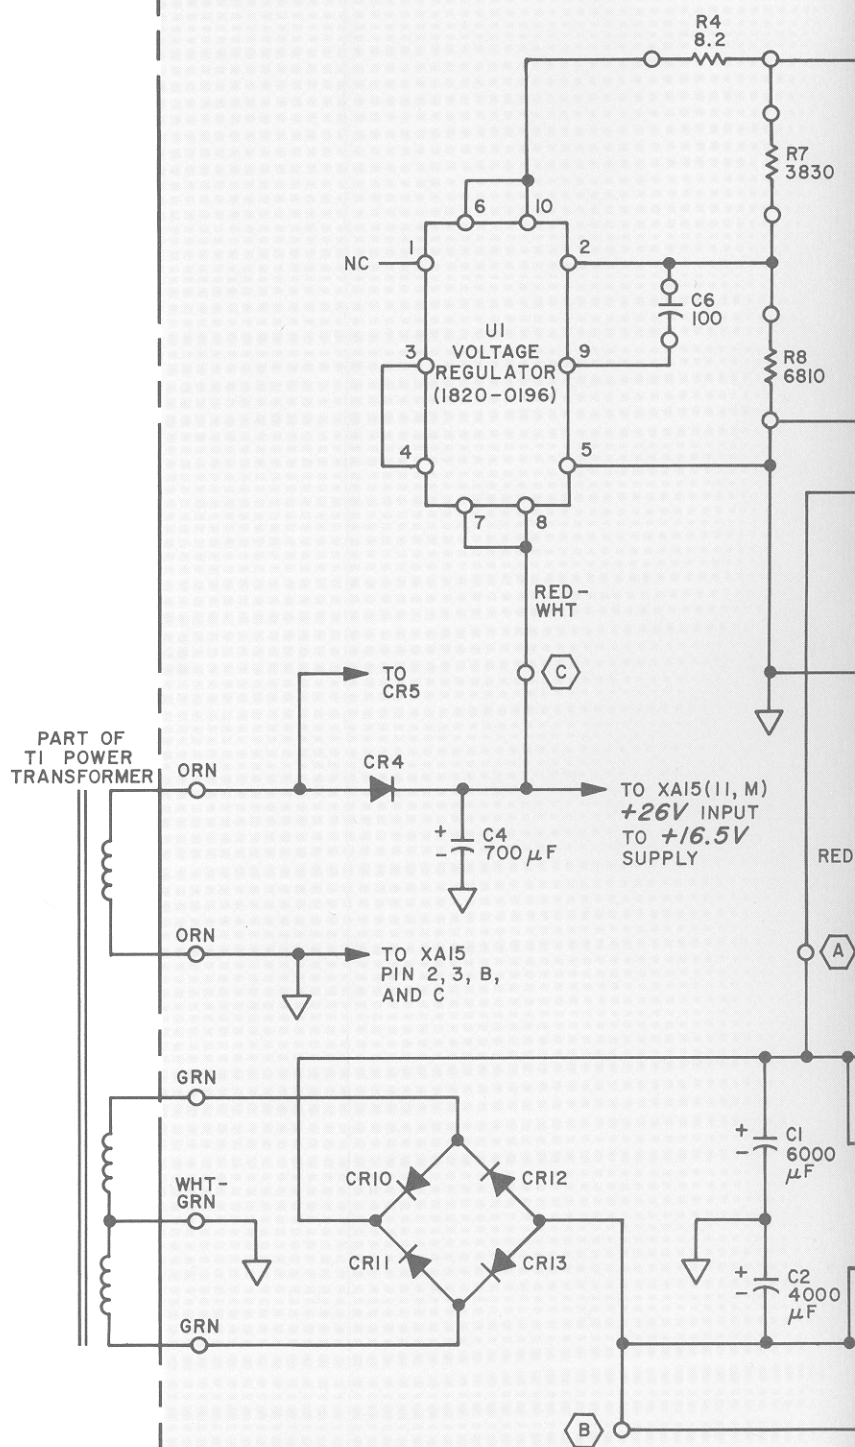 R4
8.2
R7
3830
6
10
1
NC
2
C6
100
U1
VOLTAGE
REGULATOR
(1820-0196)
3
9
R8
6810
4
5
7
8
RED-
WHT
C
TO
CR5
PART OF
T1 POWER
TRANSFORMER
ORN
CR4
TO XA15(11, M)
+26V INPUT
TO +16.5V
SUPPLY
+
-
C4
700 µF
RED
ORN
TO XA15
PIN 2, 3, B,
AND C
A
GRN
+
-
C1
6000
µF
CR10
CR12
WHT-
GRN
CR11
CR13
+
-
C2
4000
µF
GRN
B